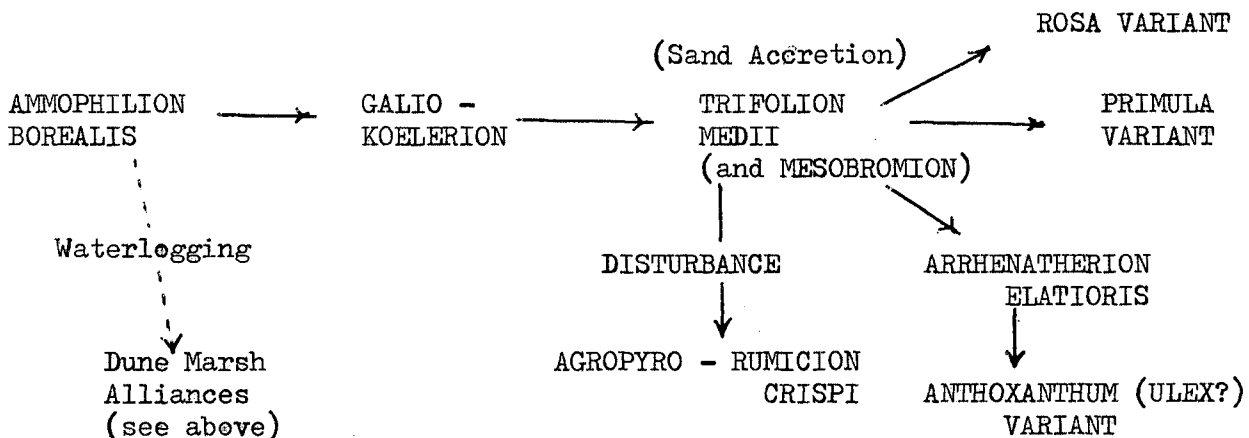 ROSA VARIANT
(Sand Accretion)
AMMOPHILION
BOREALIS
GALIO -
KOELERION
TRIFOLION
MEDII
(and MESOBROMION)
PRIMULA
VARIANT
Waterlogging
DISTURBANCE
ARRHENATHERION
ELATIORIS
Dune Marsh
Alliances
(see above)
AGROPYRO - RUMICION
CRISPI
ANTHOXANTHUM (ULEX?)
VARIANT